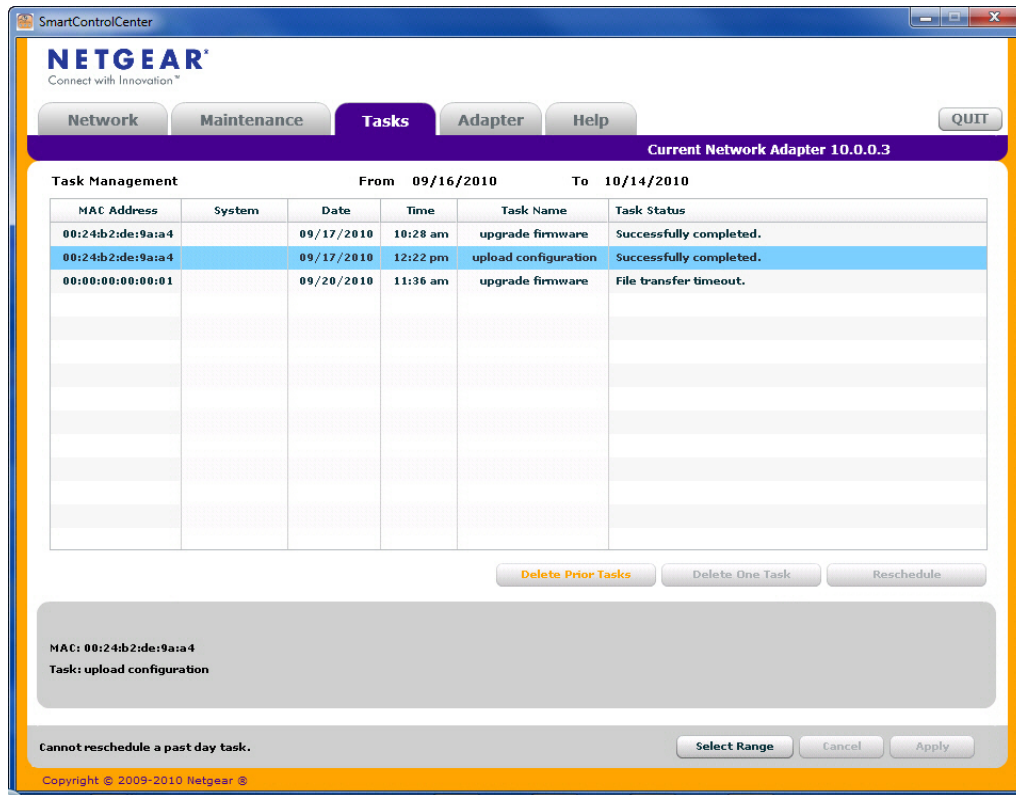 SmartControlCenter
NETGEAR®
Connect with Innovation™
Network Maintenance Tasks Adapter Help QUIT
Current Network Adapter 10.0.0.3
Task Management From 09/16/2010 To 10/14/2010
MAC Address System Date Time Task Name Task Status
00:24:b2:de:9a:a4 09/17/2010 10:28 am upgrade firmware Successfully completed.
00:24:b2:de:9a:a4 09/17/2010 12:22 pm upload configuration Successfully completed.
00:00:00:00:00:01 09/20/2010 11:36 am upgrade firmware File transfer timeout.
Delete Prior Tasks Delete One Task Reschedule
MAC: 00:24:b2:de:9a:a4
Task: upload configuration
Cannot reschedule a past day task. Select Range Cancel Apply
Copyright © 2009-2010 Netgear ®